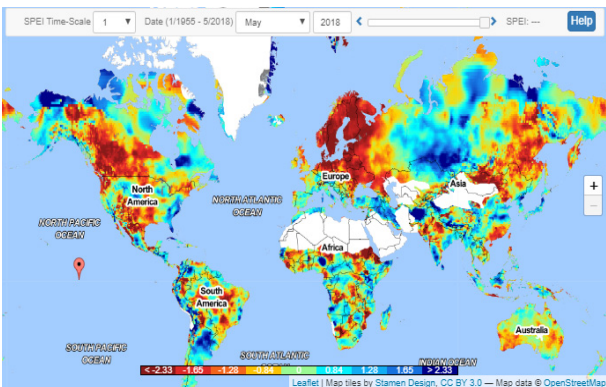 SPEI Time-Scale 1 Date (1/1955 - 5/2018) May 2018 SPEI: --- Help
Europe
Asia
North
America
NORTH ATLANTIC
OCEAN
NORTH PACIFIC
OCEAN
Africa
South
America
Australia
SOUTH PACIFIC
OCEAN
SOUTH ATLANTIC
INDIAN OCEAN
< -2.33 -1.65 -1.28 -0.84 0 0.84 1.28 1.65 > 2.33
+
−
Leaflet | Map tiles by Stamen Design, CC BY 3.0 — Map data © OpenStreetMap